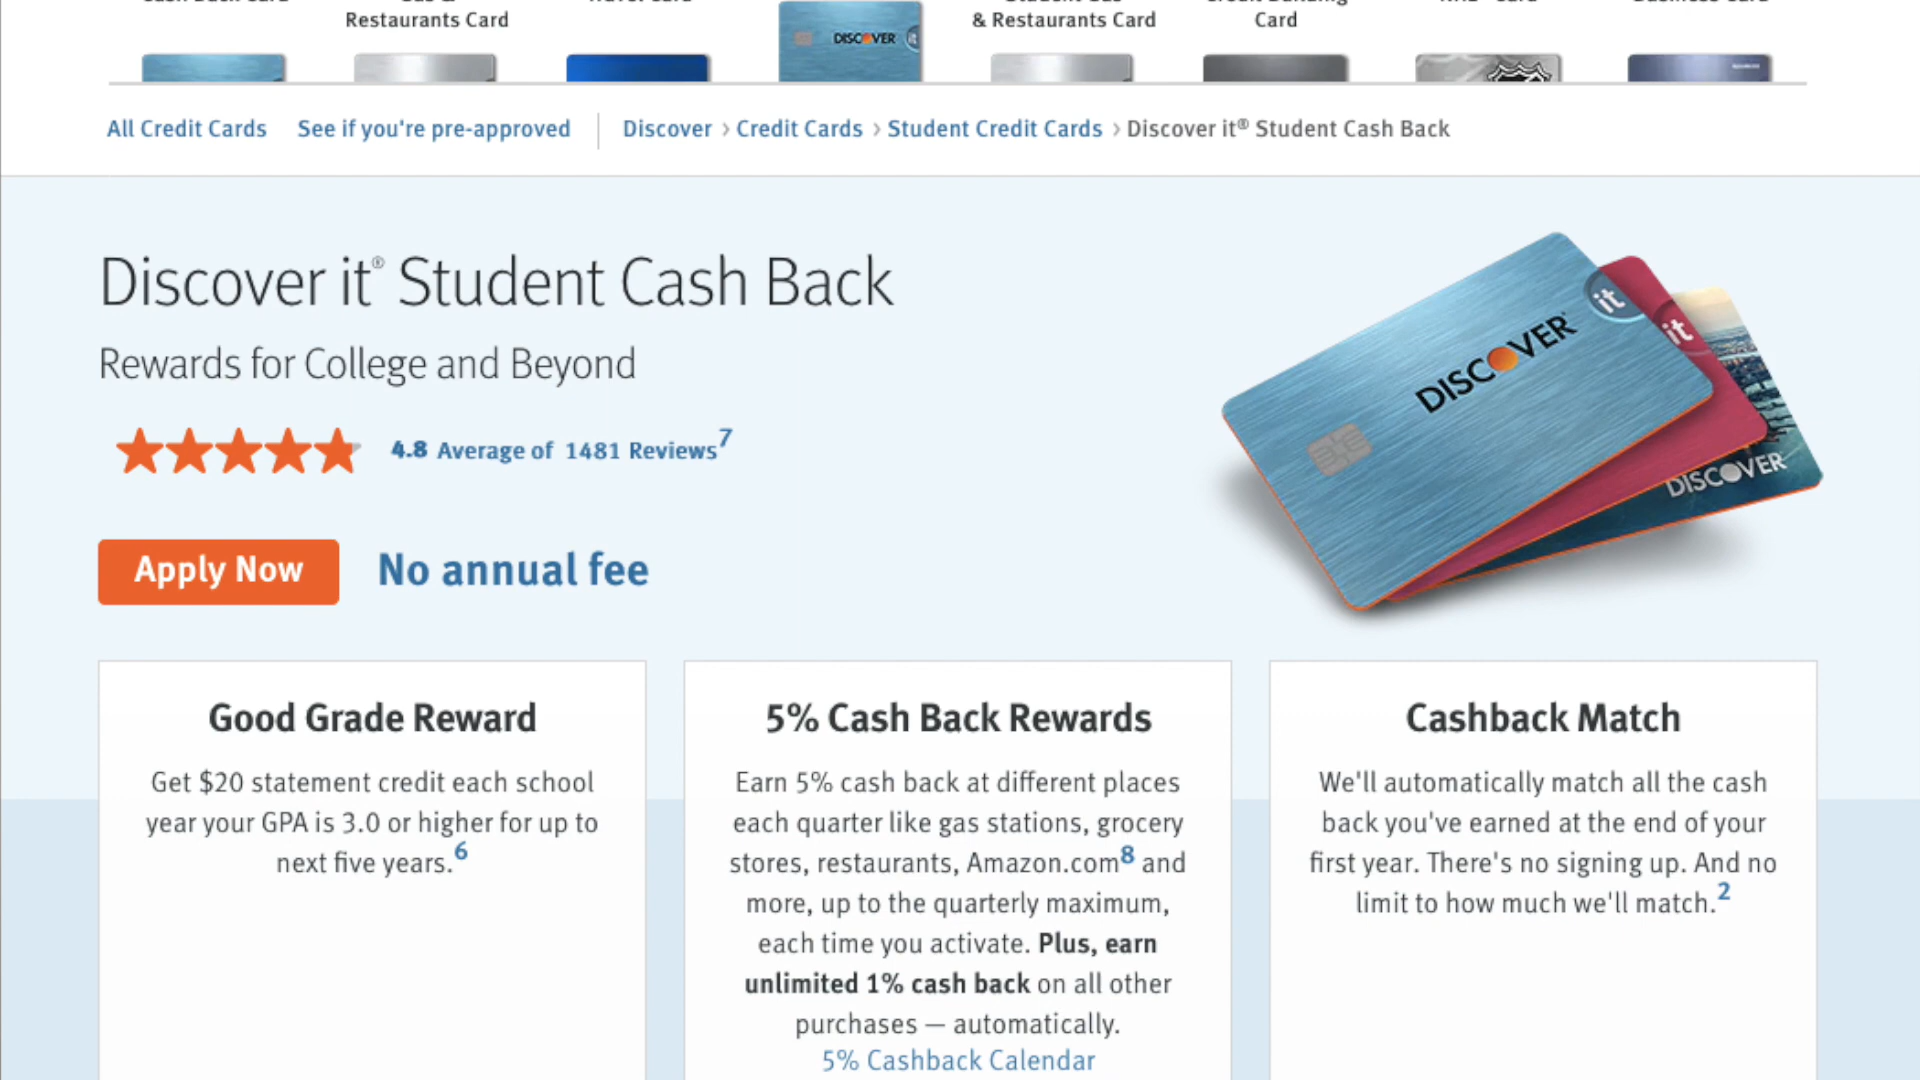 Restaurants Card
& Restaurants Card
Card
DISCOVER it
All Credit Cards
See if you're pre-approved
Discover > Credit Cards > Student Credit Cards > Discover it® Student Cash Back
Discover it® Student Cash Back
Rewards for College and Beyond
4.8 Average of 1481 Reviews7
Apply Now
No annual fee
DISCOVER it
it
DISCOVER
Good Grade Reward
Get $20 statement credit each school
year your GPA is 3.0 or higher for up to
next five years.6
5% Cash Back Rewards
Earn 5% cash back at different places
each quarter like gas stations, grocery
stores, restaurants, Amazon.com8 and
more, up to the quarterly maximum,
each time you activate. Plus, earn
unlimited 1% cash back on all other
purchases — automatically.
5% Cashback Calendar
Cashback Match
We'll automatically match all the cash
back you've earned at the end of your
first year. There's no signing up. And no
limit to how much we'll match.2